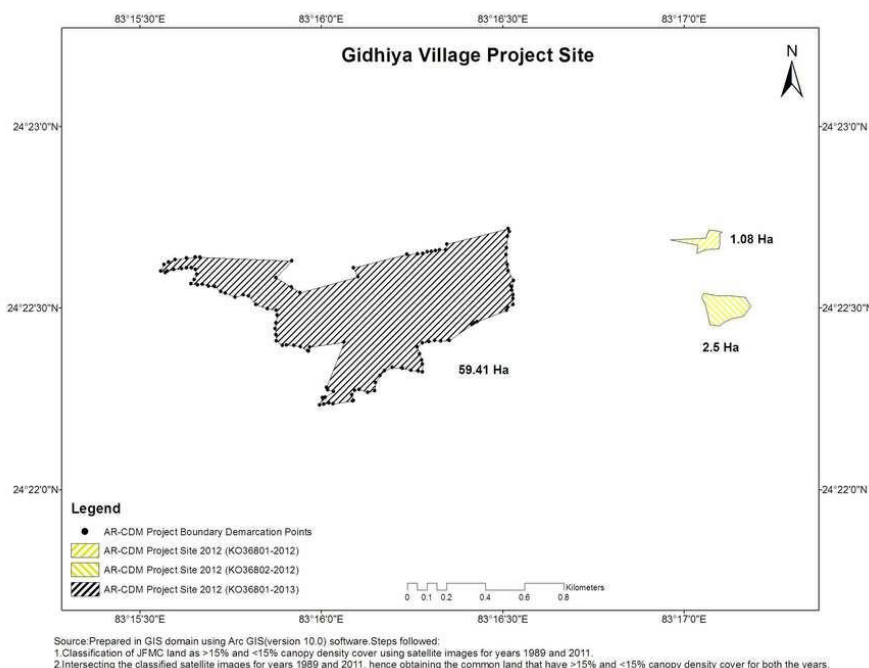 83°15'30"E 83°16'0"E 83°16'30"E 83°17'0"E
Gidhiya Village Project Site
N
24°23'0"N 24°23'0"N
1.08 Ha
24°22'30"N 24°22'30"N
2.5 Ha
59.41 Ha
24°22'0"N 24°22'0"N
Legend
AR-CDM Project Boundary Demarcation Points
AR-CDM Project Site 2012 (KO36801-2012)
AR-CDM Project Site 2012 (KO36802-2012)
AR-CDM Project Site 2012 (KO36801-2013)
Kilometers
0 0.1 0.2 0.4 0.6 0.8
83°15'30"E 83°16'0"E 83°16'30"E 83°17'0"E
Source:Prepared in GIS domain using Arc GIS(version 10.0) software.Steps followed:
1.Classification of JFMC land as >15% and <15% canopy density cover using satellite images for years 1989 and 2011.
2.Intersecting the classified satellite images for years 1989 and 2011, hence obtaining the common land that have >15% and <15% canopy density cover for both the years.